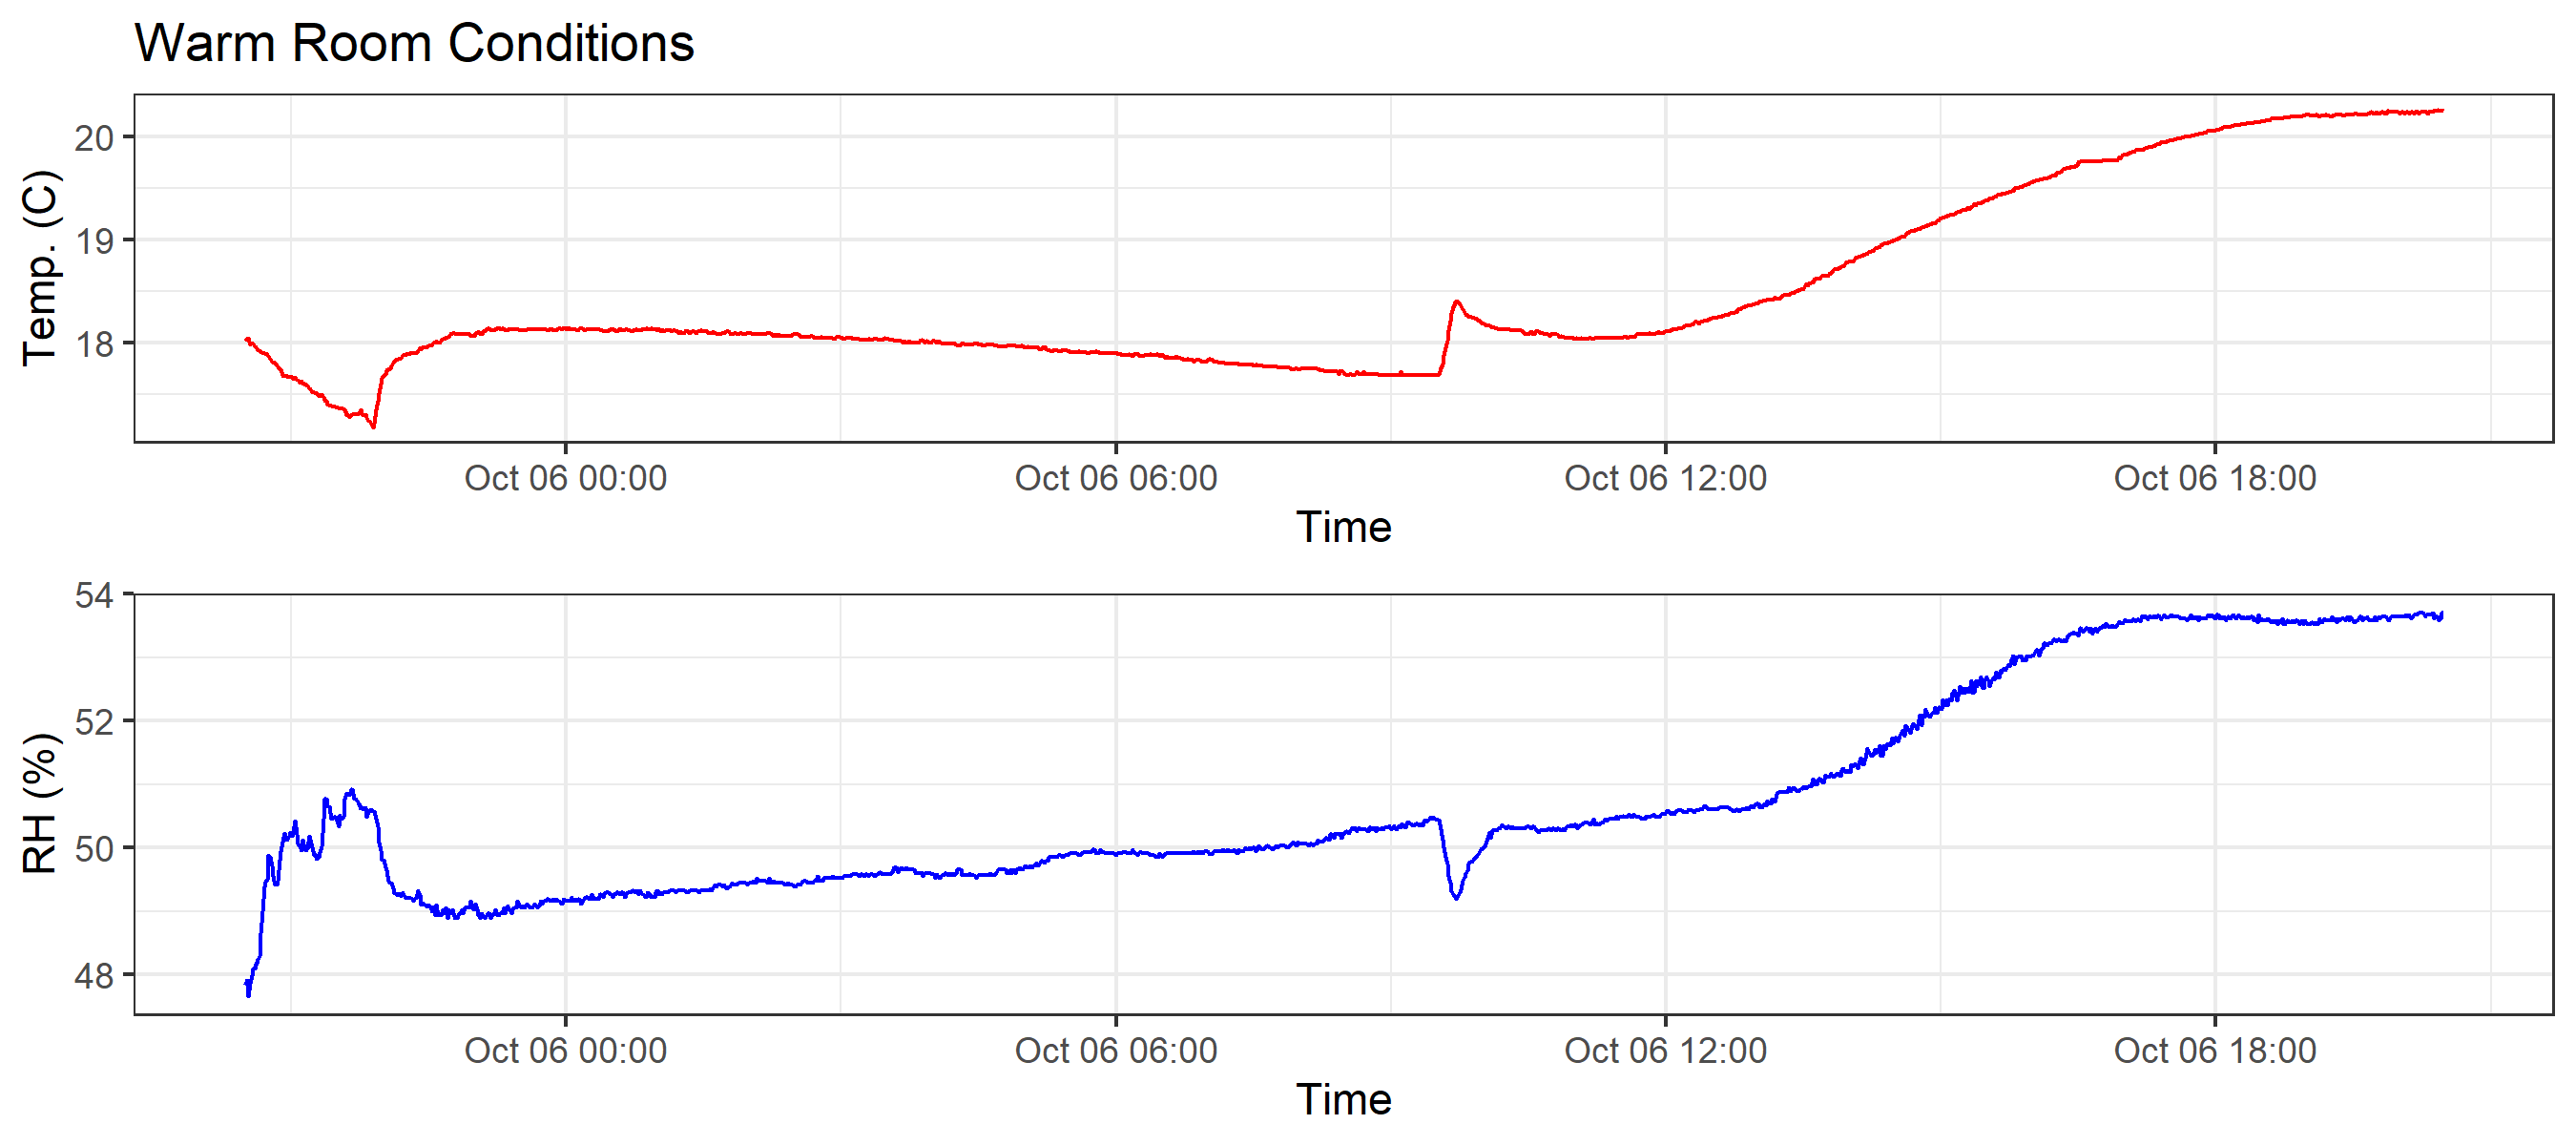 Warm Room Conditions
Temp. (C)
20
19
18
Oct 06 00:00 Oct 06 06:00 Oct 06 12:00 Oct 06 18:00
Time
RH (%)
54
52
50
48
Oct 06 00:00 Oct 06 06:00 Oct 06 12:00 Oct 06 18:00
Time